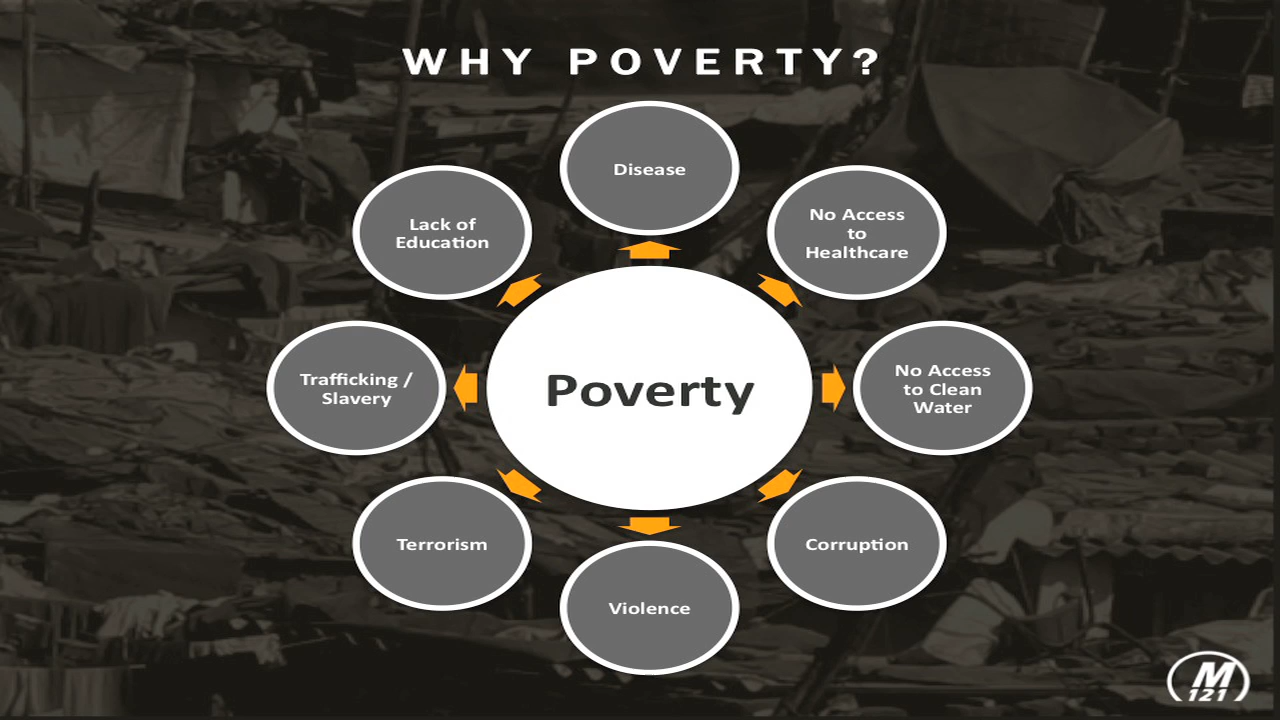 WHY POVERTY?
Disease
No Access
to
Healthcare
No Access
to Clean
Water
Corruption
Violence
Terrorism
Trafficking /
Slavery
Lack of
Education
Poverty
M
121